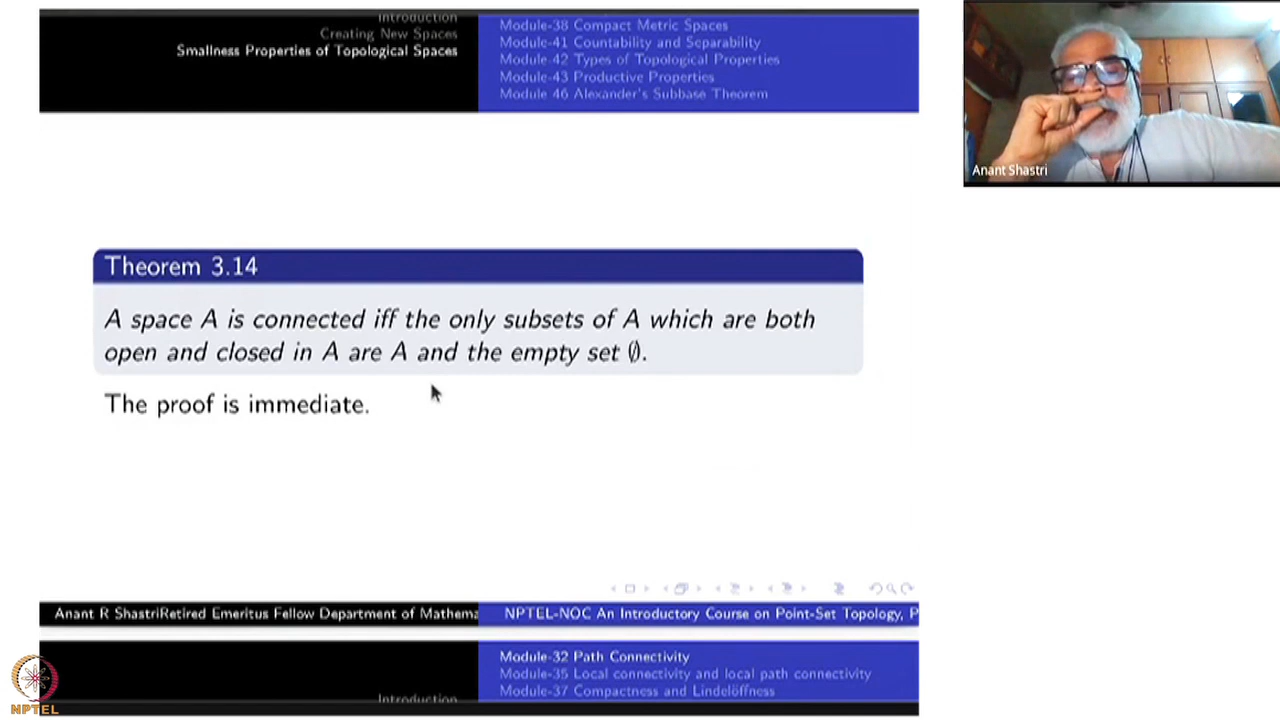 Introduction
Creating New Spaces
Smallness Properties of Topological Spaces
Module-38 Compact Metric Spaces
Module-41 Countability and Separability
Module-42 Types of Topological Properties
Module-43 Productive Properties
Module 46 Alexander's Subbase Theorem
Anant Shastri
Theorem 3.14
A space A is connected iff the only subsets of A which are both
open and closed in A are A and the empty set ∅.
The proof is immediate.
Anant R ShastriRetired Emeritus Fellow Department of Mathema
NPTEL-NOC An Introductory Course on Point-Set Topology, P
Module-32 Path Connectivity
Module-35 Local connectivity and local path connectivity
Module-37 Compactness and Lindelöffness
Introduction
NPTEL